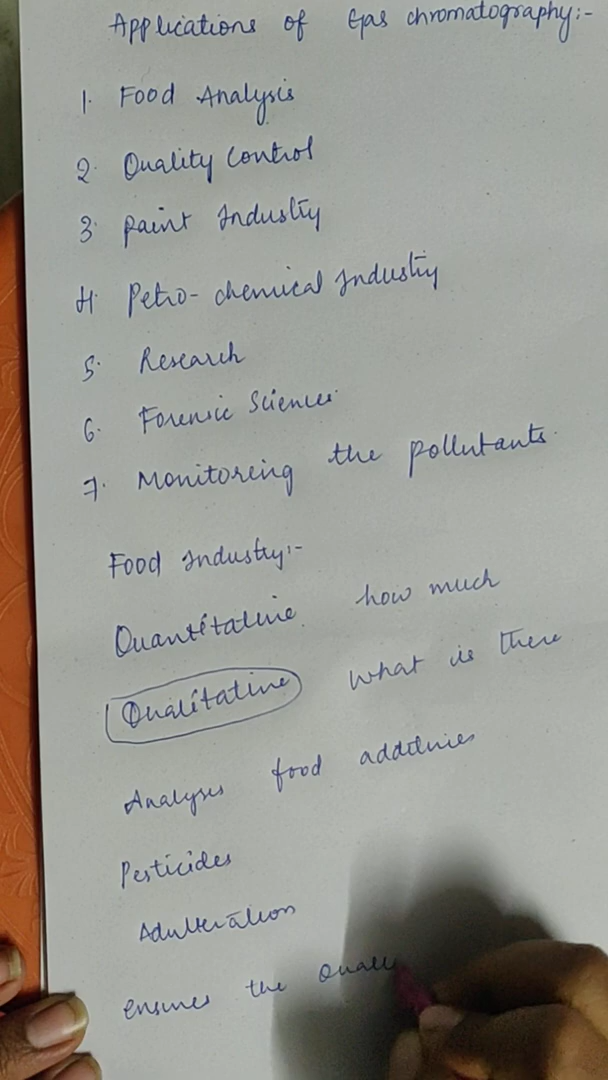 Applications of Gas chromatography:-
1. Food Analysis
2. Quality Control
3. paint Industry
4. Petro-chemical Industry
5. Research
6. Forensic Sciences
7. Monitoring the pollutants
Food Industry:-
Quantitative how much
Qualitative What is there
Analyses food additives
Pesticides
Adulteration
ensures the